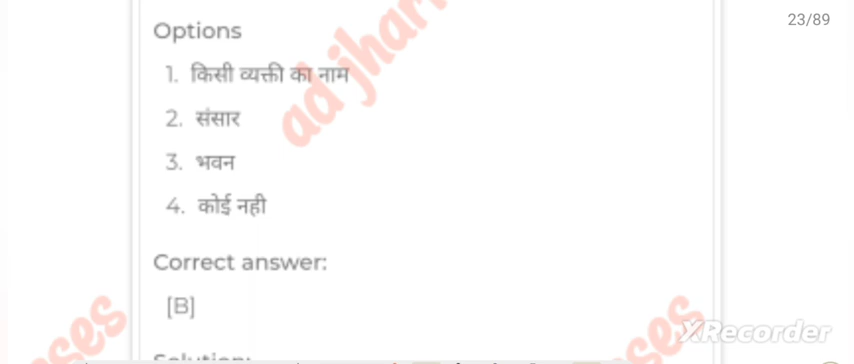 23/89
Options
1. किसी व्यक्ती का नाम
2. संसार
3. भवन
4. कोई नही
Correct answer:
[B]
XRecorder